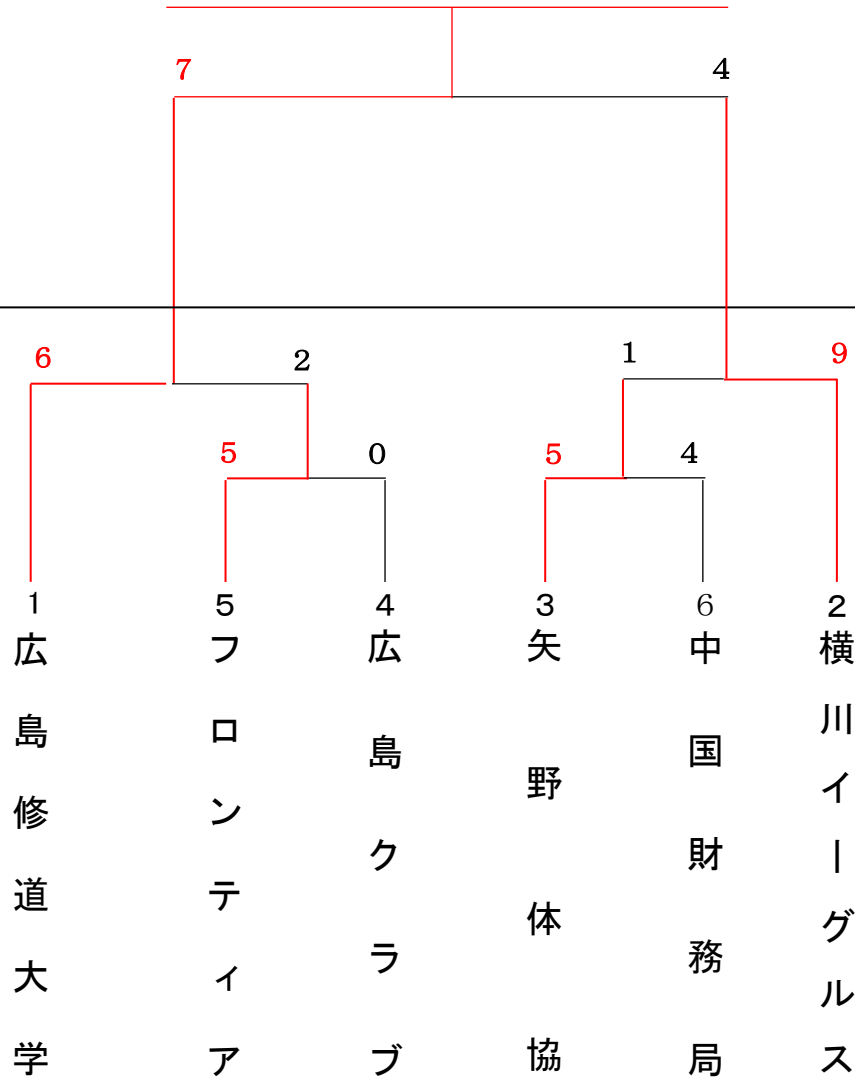 7 4
6 2 1 9
5 0 5 4
1 5 4 3 6 2
広島修道大学
フロンティア
広島クラブ
矢野体協
中国財務局
横川イーグルス